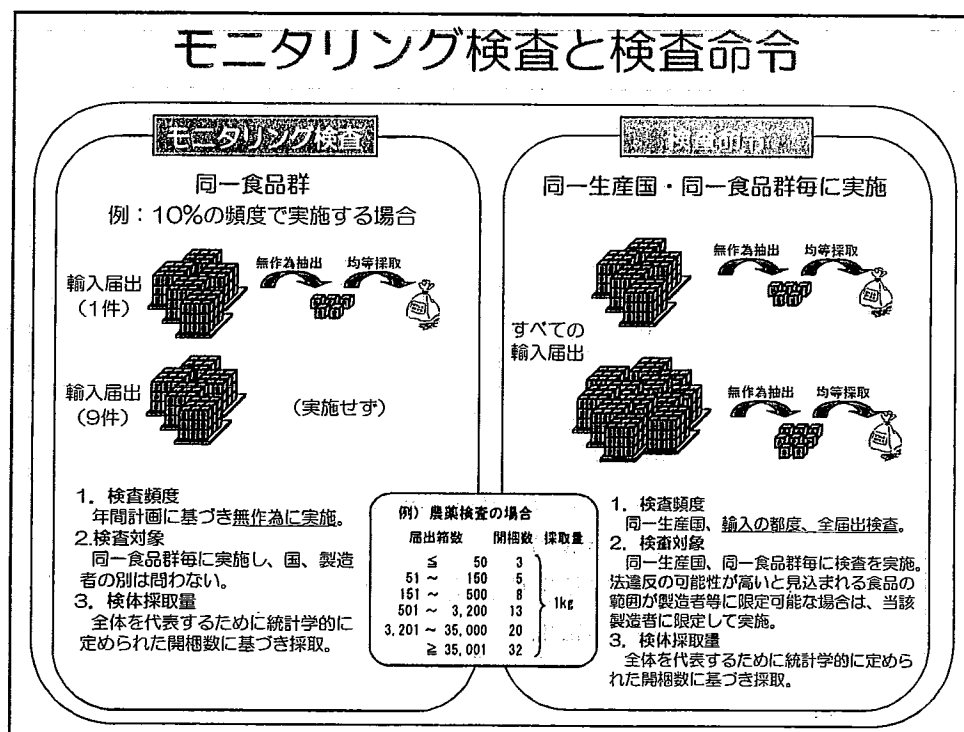 モニタリング検査と検査命令
モニタリング検査
同一食品群
例：10%の頻度で実施する場合
輸入届出
（1件）
無作為抽出
均等採取
輸入届出
（9件）
（実施せず）
1. 検査頻度
年間計画に基づき無作為に実施。
2.検査対象
同一食品群毎に実施し、国、製造
者の別は問わない。
3. 検体採取量
全体を代表するために統計学的に
定められた開梱数に基づき採取。
検査命令
同一生産国・同一食品群毎に実施
すべての
輸入届出
無作為抽出
均等採取
無作為抽出
均等採取
1. 検査頻度
同一生産国、輸入の都度、全届出検査。
2. 検査対象
同一生産国、同一食品群毎に検査を実施。
法違反の可能性が高いと見込まれる食品の
範囲が製造者等に限定可能な場合は、当該
製造者に限定して実施。
3. 検体採取量
全体を代表するために統計学的に定めら
れた開梱数に基づき採取。
例）農薬検査の場合
届出箱数 開梱数 採取量
≦ 50 3
51 ～ 150 5
151 ～ 500 8
501 ～ 3,200 13
3,201 ～ 35,000 20
≧ 35,001 32
1kg